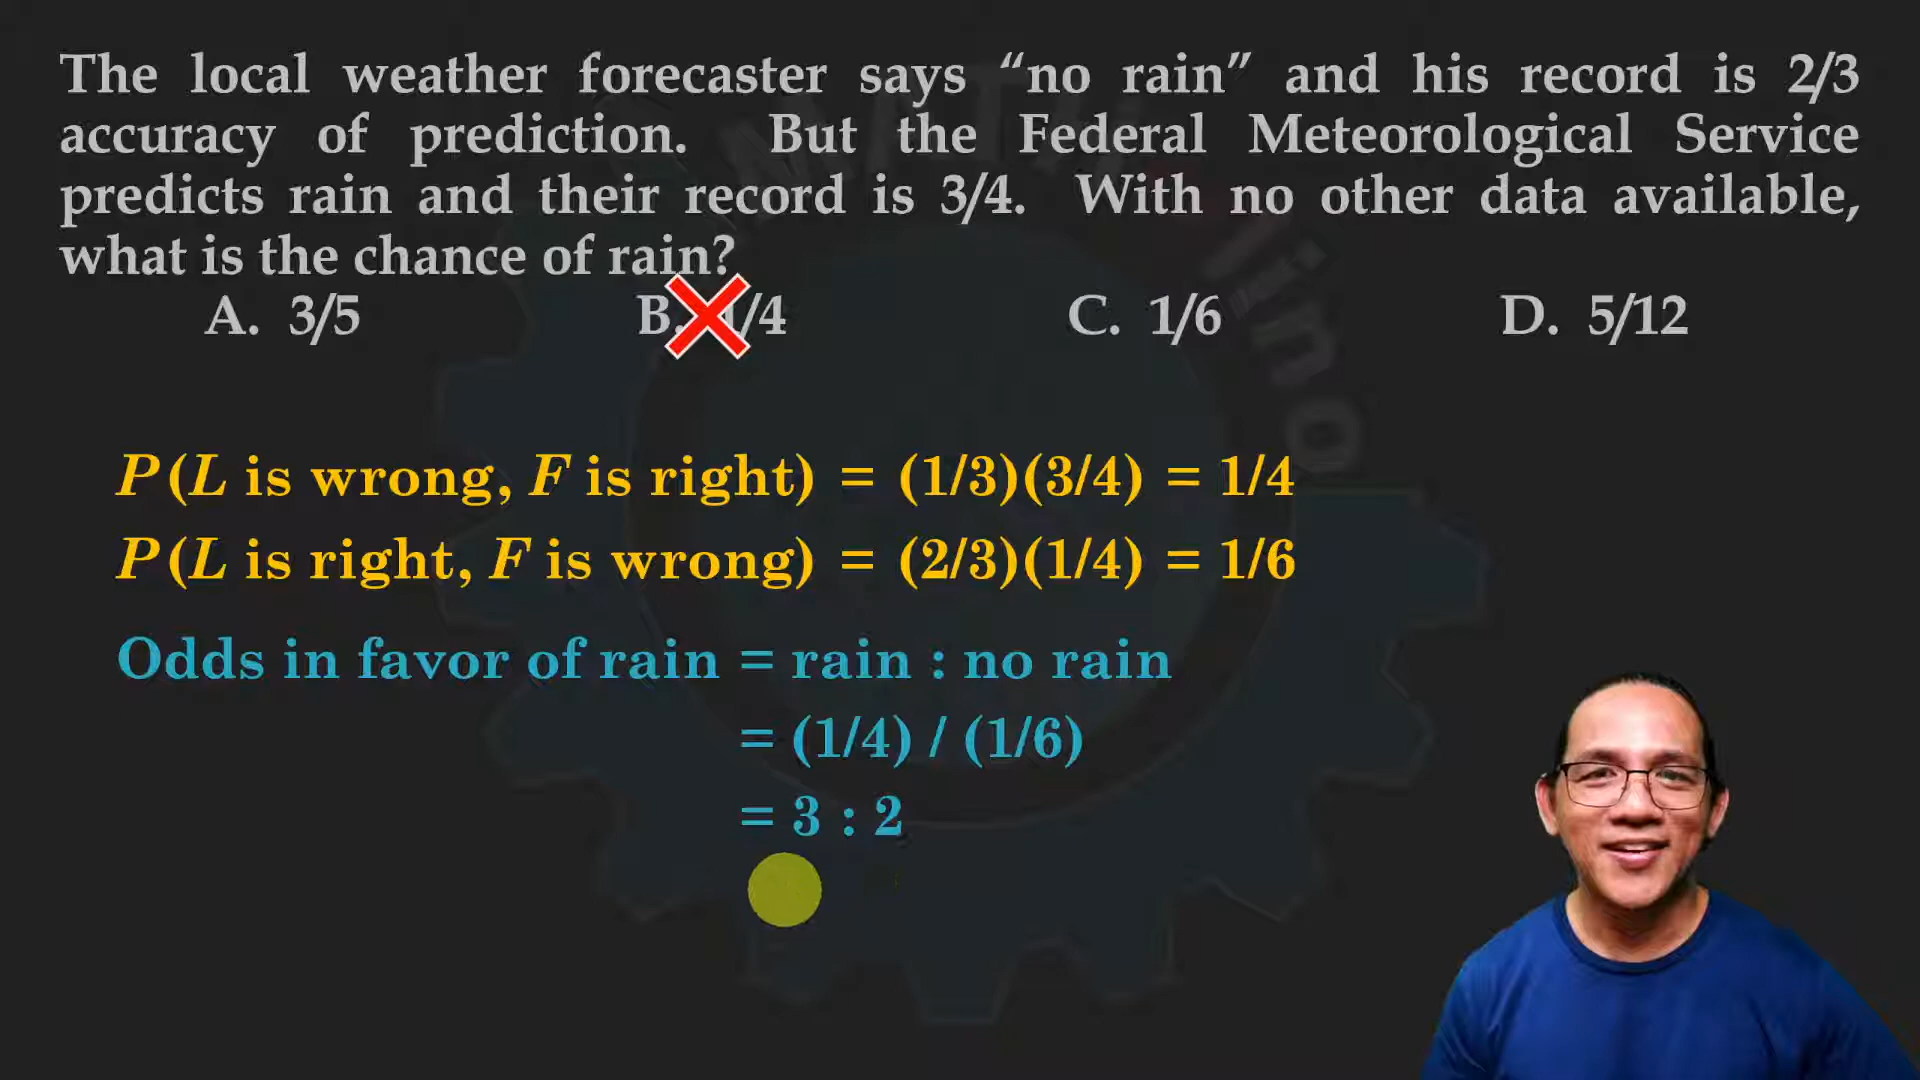 The local weather forecaster says “no rain” and his record is 2/3
accuracy of prediction. But the Federal Meteorological Service
predicts rain and their record is 3/4. With no other data available,
what is the chance of rain?
A. 3/5 B. /4 C. 1/6 D. 5/12
P(L is wrong, F is right) = (1/3)(3/4) = 1/4
P(L is right, F is wrong) = (2/3)(1/4) = 1/6
Odds in favor of rain = rain : no rain
= (1/4) / (1/6)
= 3 : 2